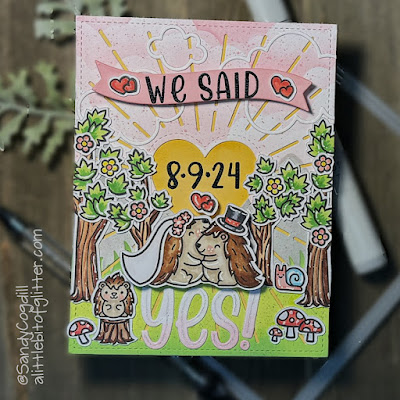 WE SAID
8·9·24
yes!
©SandyCogdill
alittlebitofglitter.com